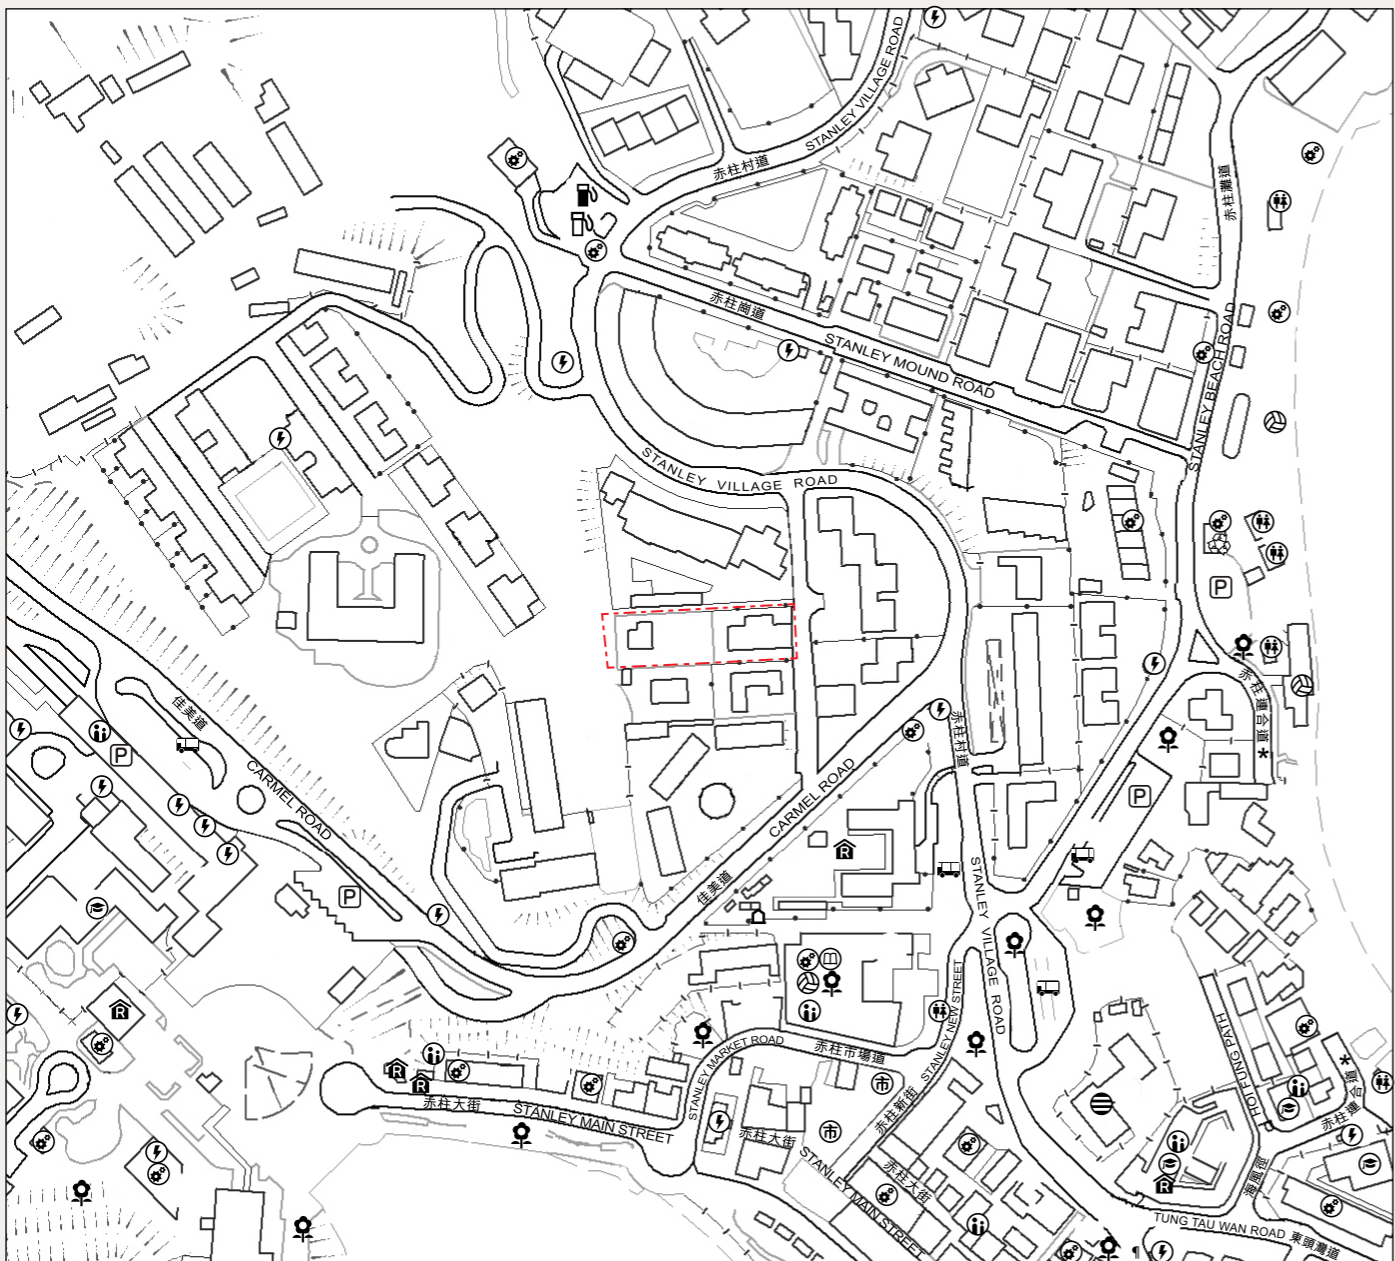 STANLEY VILLAGE ROAD
赤柱村道
赤柱灘道
赤柱崗道
STANLEY MOUND ROAD
STANLEY BEACH ROAD
STANLEY VILLAGE ROAD
P
佳美道
赤柱連合道*
赤柱村道
P
CARMEL ROAD
CARMEL ROAD
P
R
STANLEY VILLAGE ROAD
佳美道
P
R
STANLEY NEW STREET
HOI FUNG PATH
STANLEY MARKET ROAD
赤柱市場道
R
R
市
赤柱新街
赤柱連合道*
赤柱大街
STANLEY MAIN STREET
市
赤柱大街
STANLEY MAIN STREET
赤柱大街
R
海風徑
TUNG TAU WAN ROAD 東頭灣道